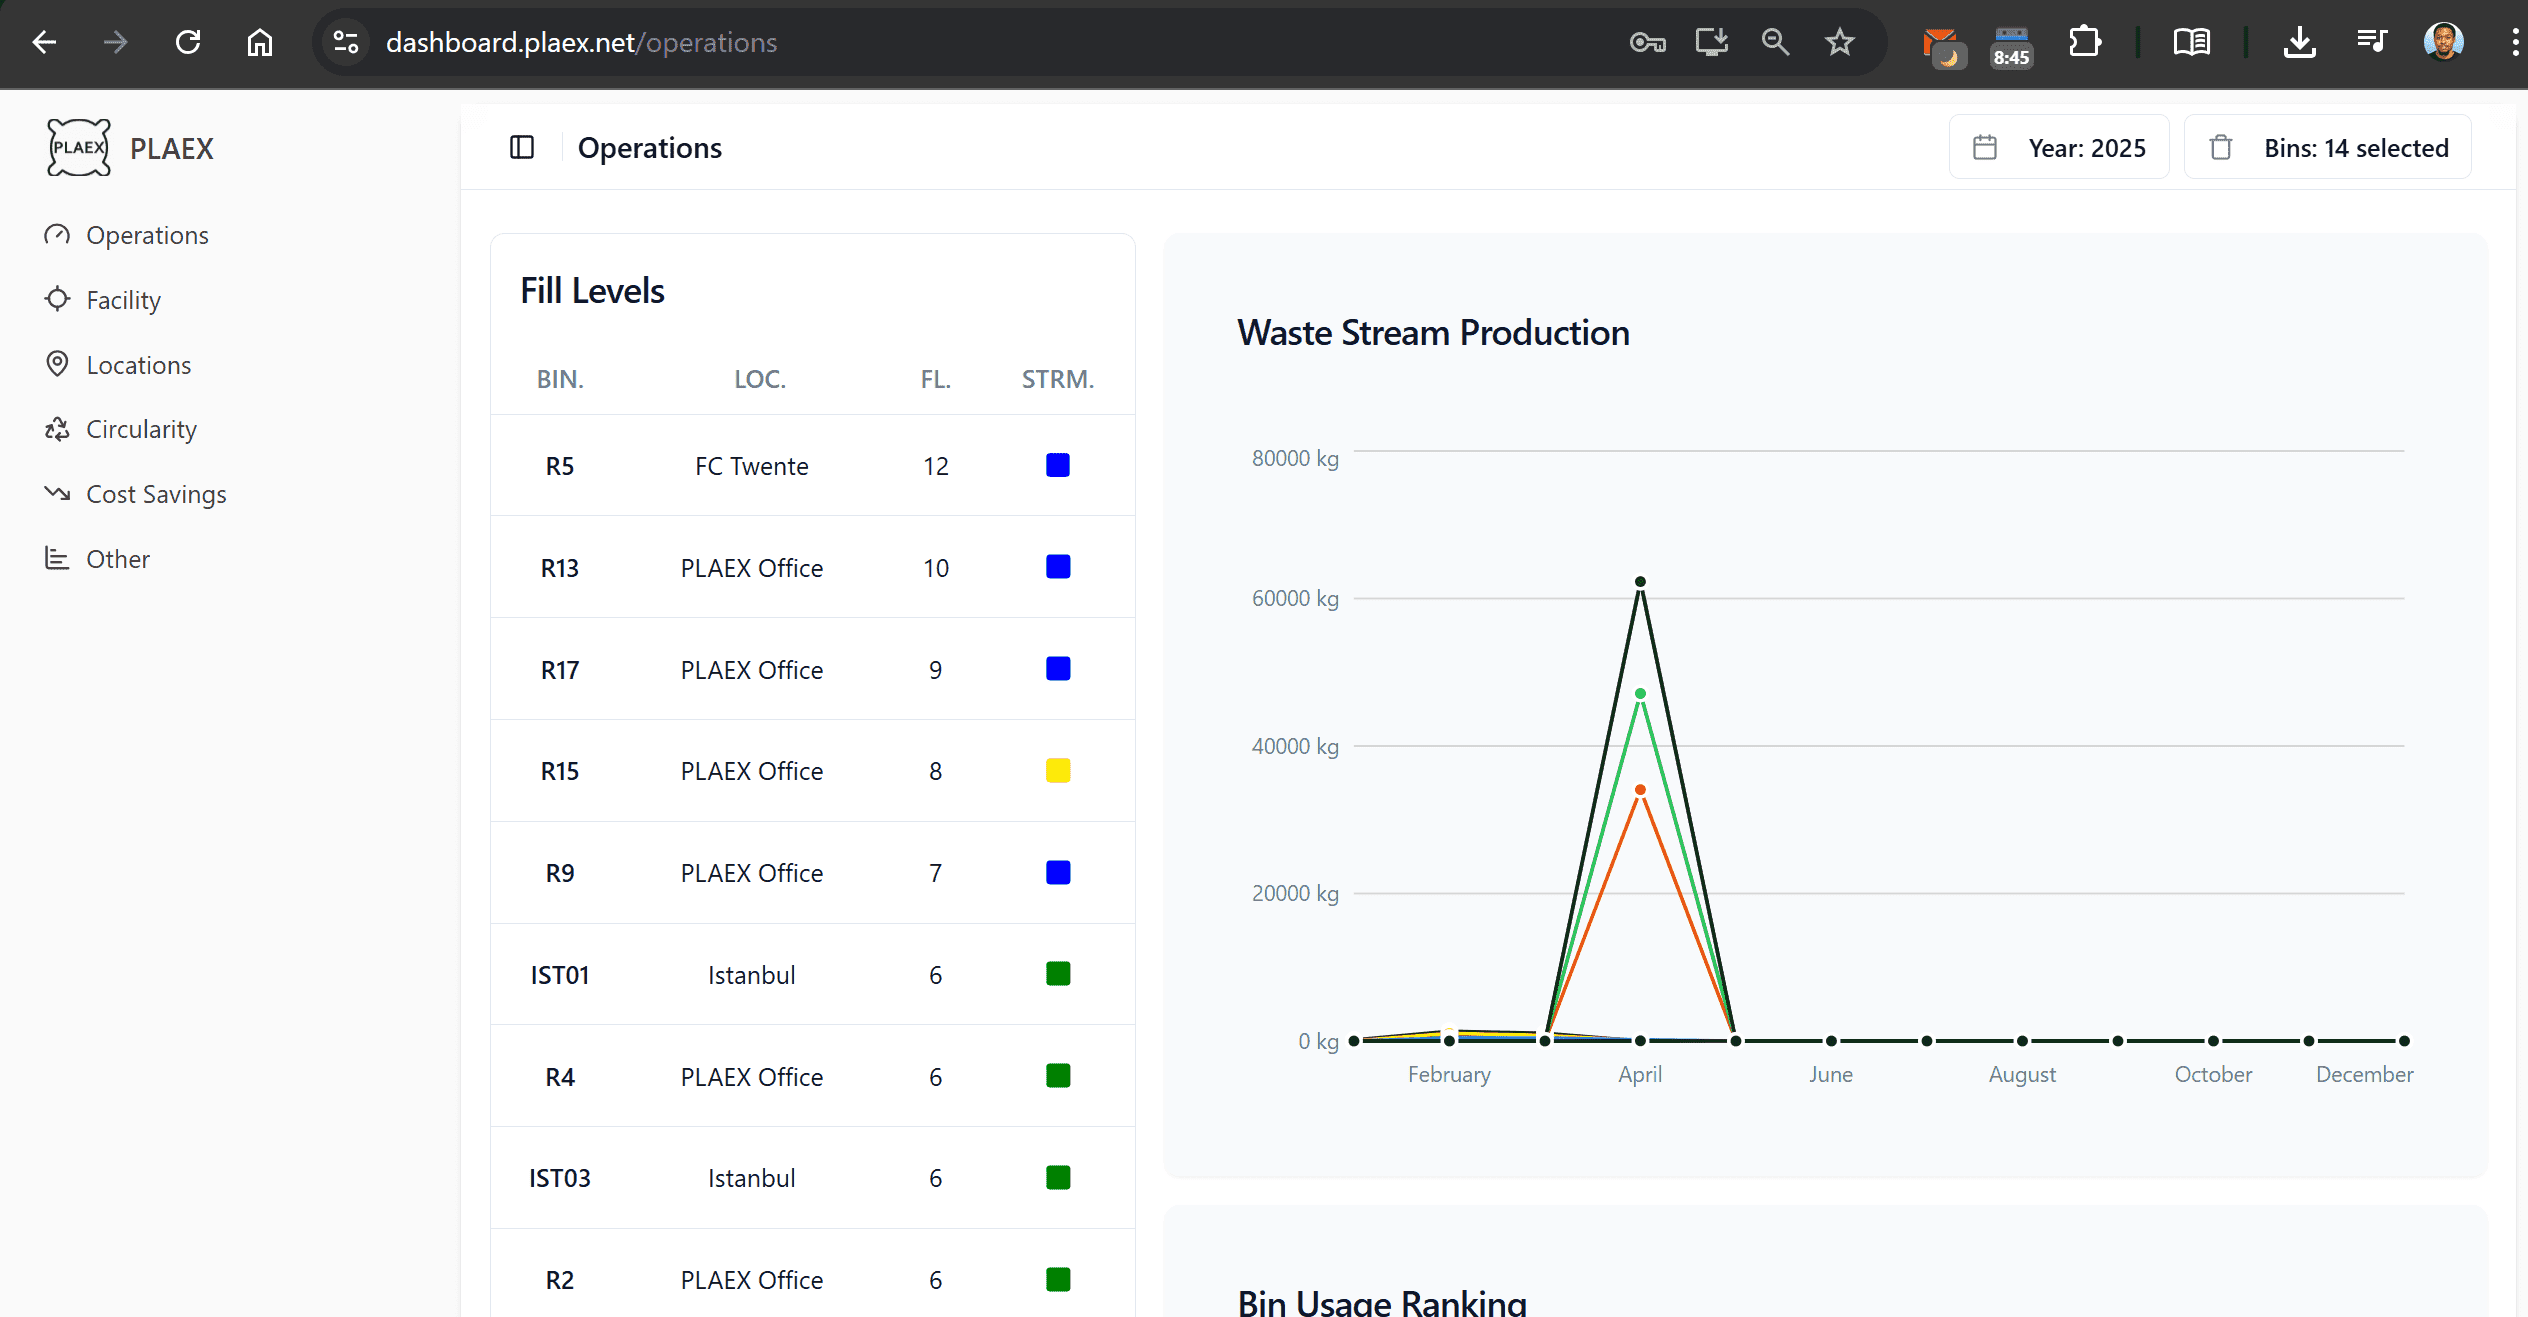 dashboard.plaex.net/operations
8:45
PLAEX
PLAEX
Operations
Facility
Locations
Circularity
Cost Savings
Other
Operations
Year: 2025
Bins: 14 selected
Fill Levels
BIN. LOC. FL. STRM.
R5 FC Twente 12
R13 PLAEX Office 10
R17 PLAEX Office 9
R15 PLAEX Office 8
R9 PLAEX Office 7
IST01 Istanbul 6
R4 PLAEX Office 6
IST03 Istanbul 6
R2 PLAEX Office 6
Waste Stream Production
80000 kg
60000 kg
40000 kg
20000 kg
0 kg
February April June August October December
Bin Usage Ranking